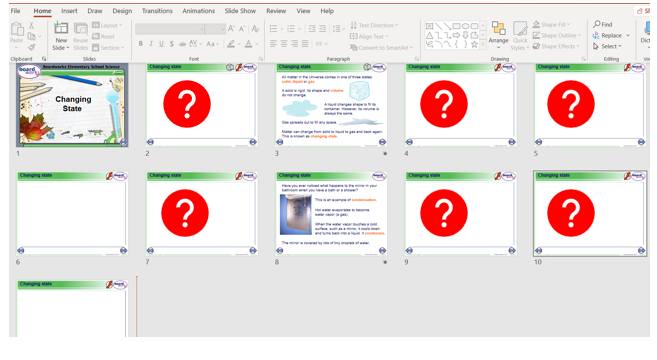 File Home Insert Draw Design Transitions Animations Slide Show Review View Help
Paste
New Slide
Slides
Layout
Reset
Section
B I U S ab AV Aa A
Text Direction
Align Text
Convert to SmartArt
Arrange
Quick Styles
Shape Fill
Shape Outline
Shape Effects
Find
Replace
Select
Clipboard Slides Font Paragraph Drawing Editing
Boardworks Elementary School Science
board works
Changing State
1
Changing state
?
2
Changing state
All matter in the Universe comes in one of three states:
solid, liquid or gas.
A solid is rigid. Its shape and volume
do not change.
A liquid changes shape to fit its
container. However, its volume is
always the same.
Gas spreads out to fill any space.
Matter can change from solid to liquid to gas and back again.
This is known as changing state.
3
Changing state
?
4
Changing state
?
5
Changing state
6
Changing state
?
7
Changing state
Have you ever noticed what happens to the mirror in your
bathroom when you have a bath or a shower?
This is an example of condensation.
Hot water evaporates to become
water vapor (a gas).
When the water vapor touches a cold
surface, such as a mirror, it cools down
and turns back into a liquid. It condenses.
The mirror is covered by lots of tiny droplets of water.
8
Changing state
?
9
Changing state
?
10
Changing state